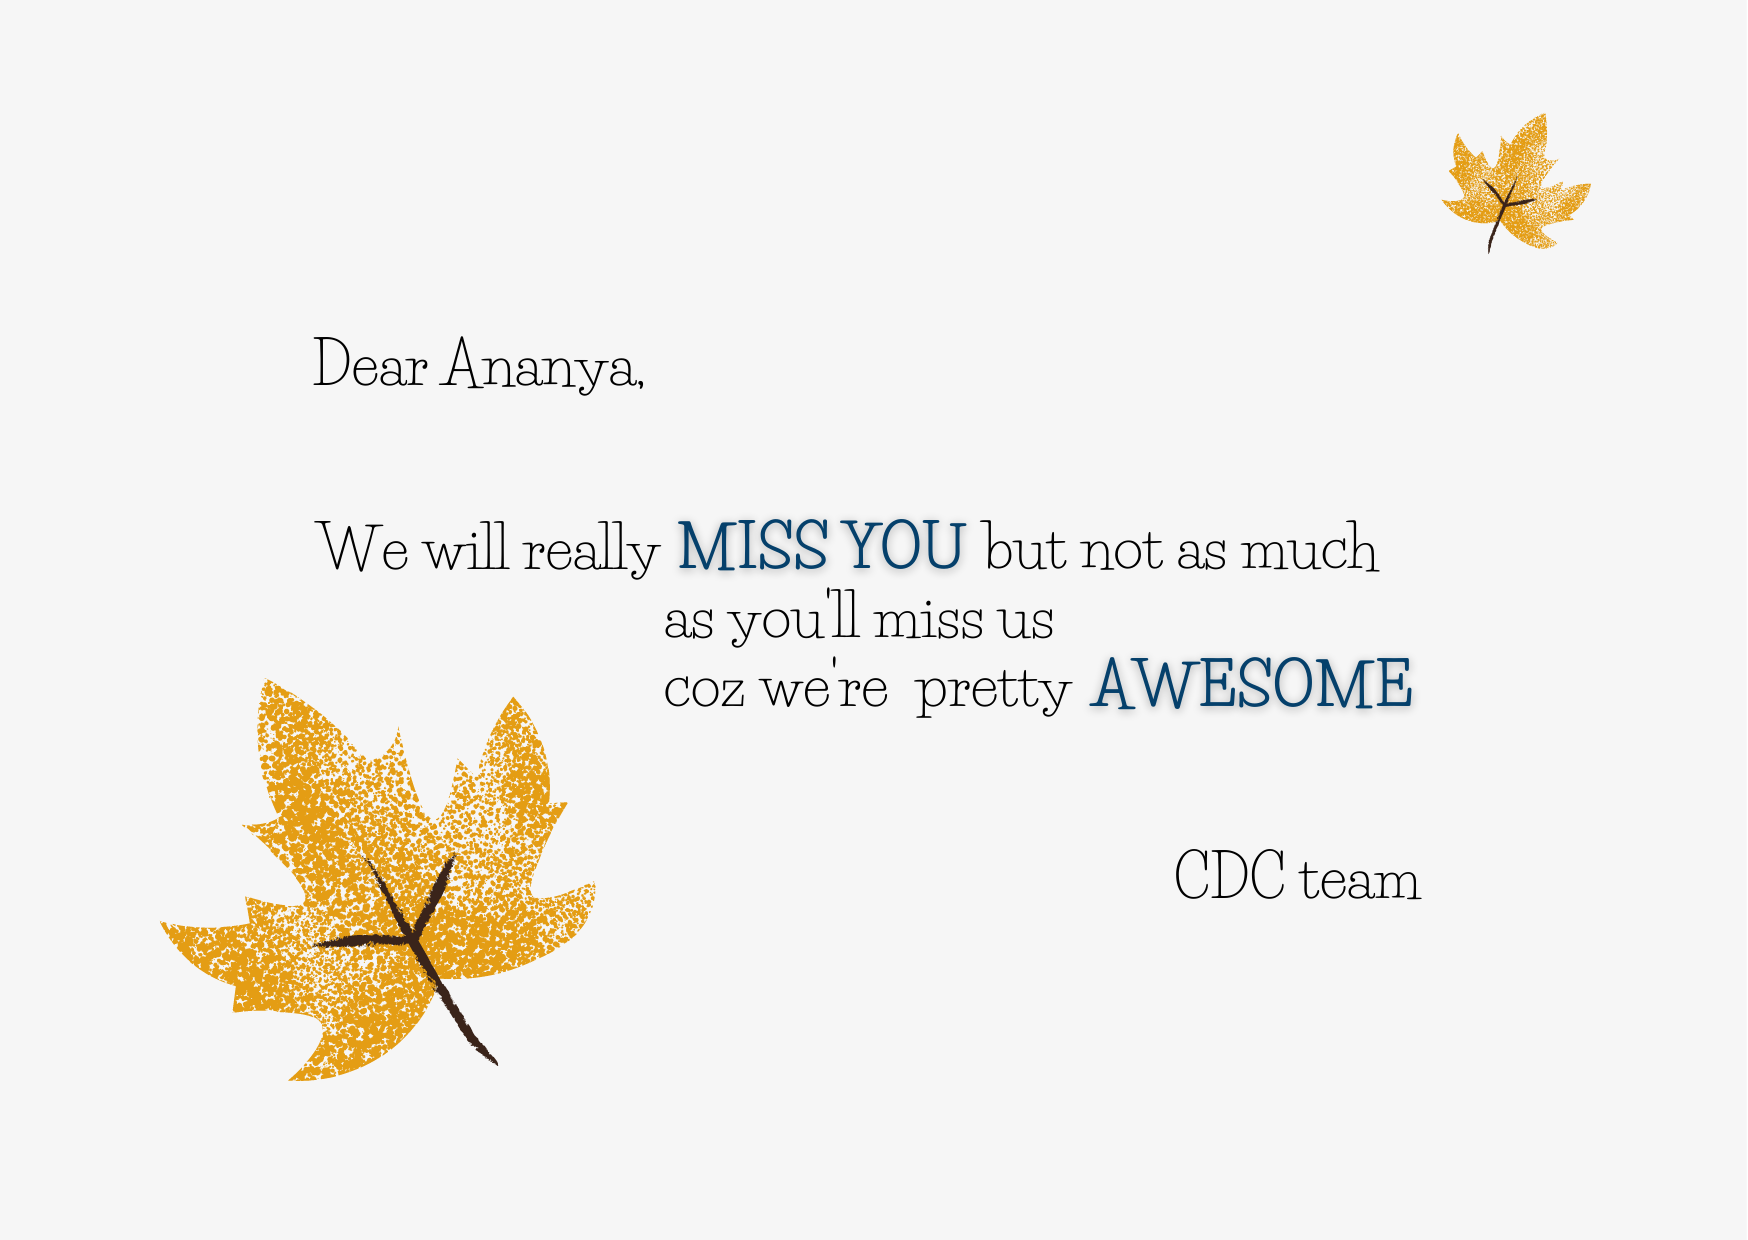 Dear Ananya,
We will really MISS YOU but not as much
as you'll miss us
coz we're  pretty AWESOME
CDC team